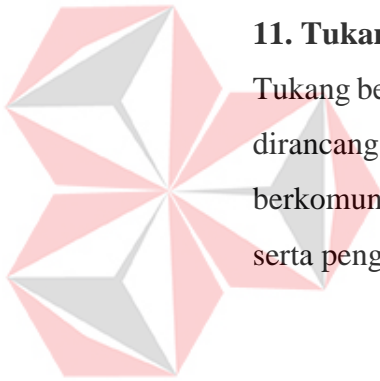 11. Tukan
Tukang be
dirancang
berkomun
serta peng